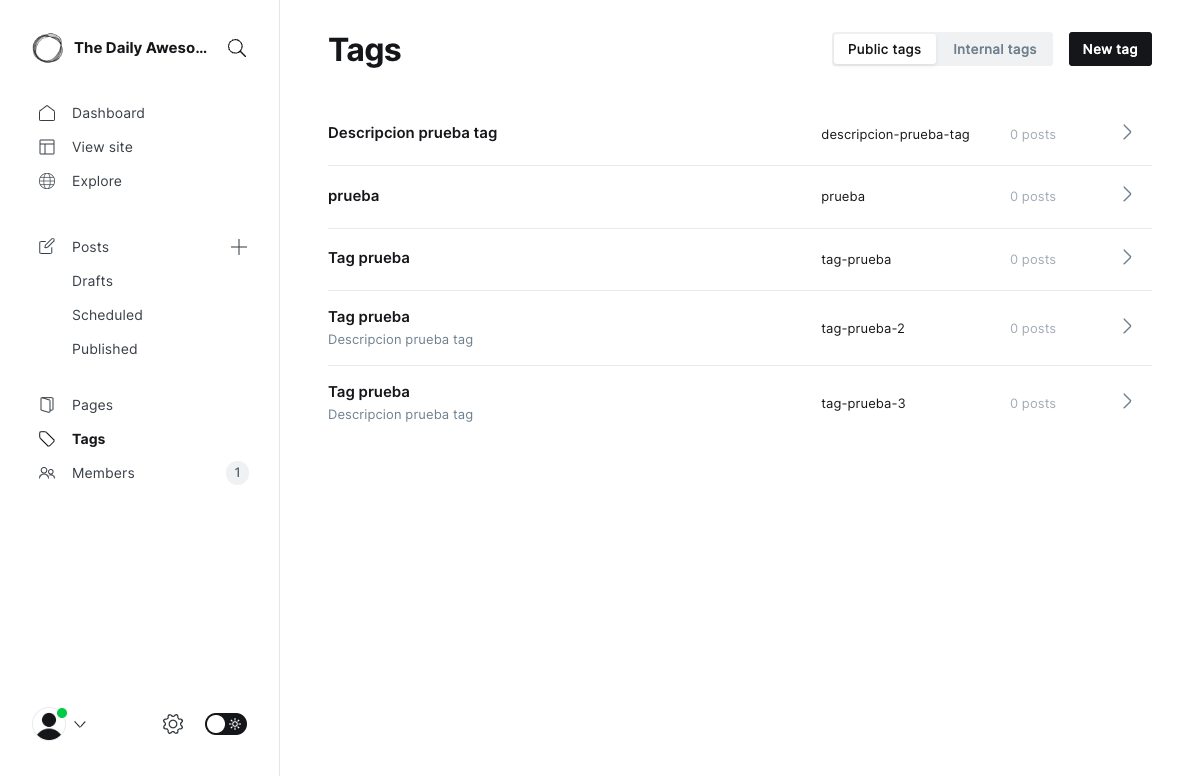 The Daily Aweso...
Dashboard
View site
Explore
Posts
Drafts
Scheduled
Published
Pages
Tags
Members 1
Tags
Public tags Internal tags New tag
Descripcion prueba tag descripcion-prueba-tag 0 posts
prueba prueba 0 posts
Tag prueba tag-prueba 0 posts
Tag prueba
Descripcion prueba tag tag-prueba-2 0 posts
Tag prueba
Descripcion prueba tag tag-prueba-3 0 posts